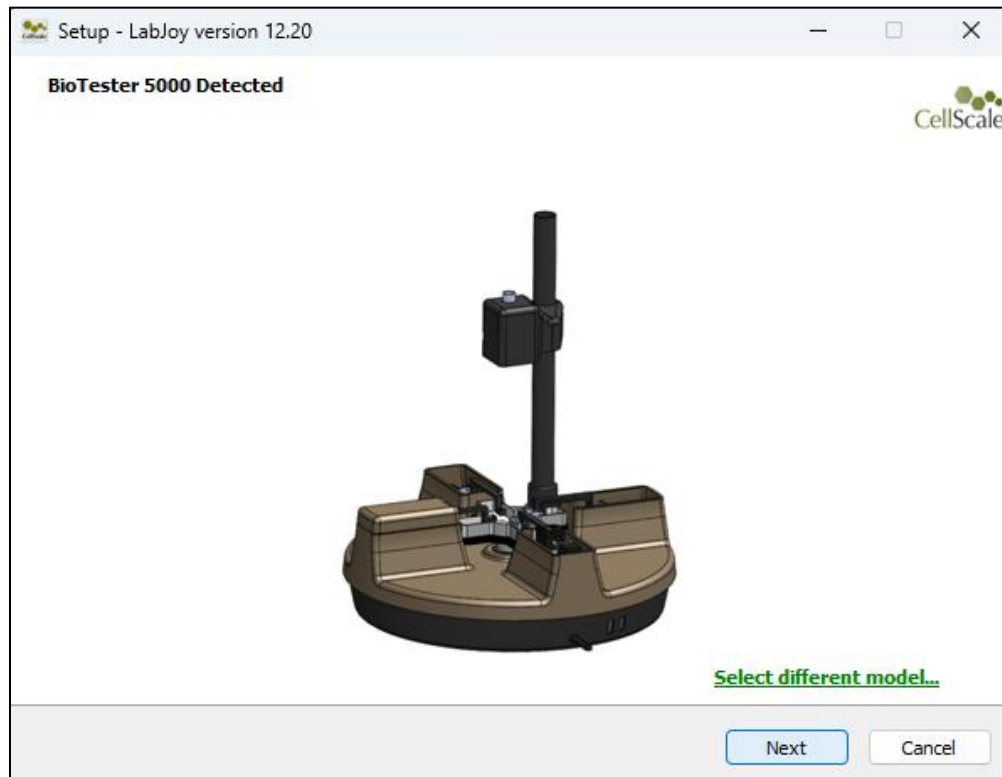 Setup - LabJoy version 12.20
BioTester 5000 Detected
CellScale
Select different model...
Next
Cancel